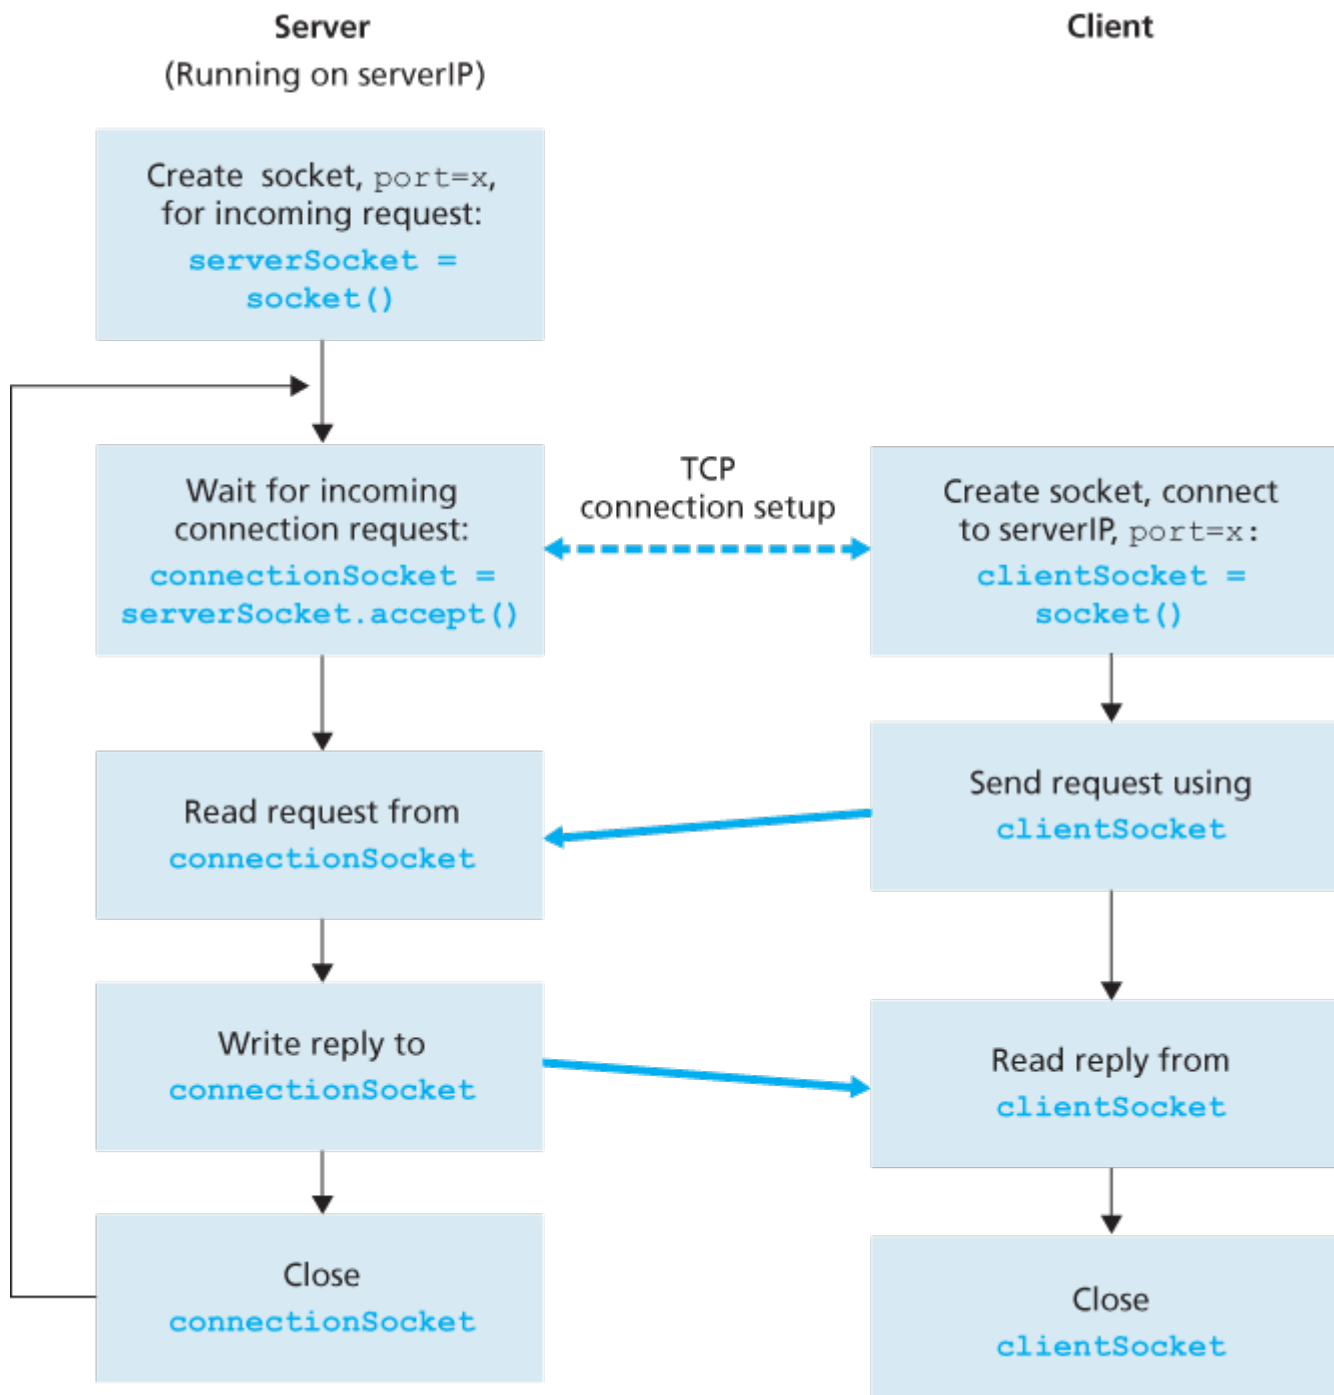 Server
(Running on serverIP)
Client
Create socket, port=x,
for incoming request:
serverSocket =
socket()
Wait for incoming
connection request:
connectionSocket =
serverSocket.accept()
TCP
connection setup
Create socket, connect
to serverIP, port=x:
clientSocket =
socket()
Read request from
connectionSocket
Send request using
clientSocket
Write reply to
connectionSocket
Read reply from
clientSocket
Close
connectionSocket
Close
clientSocket